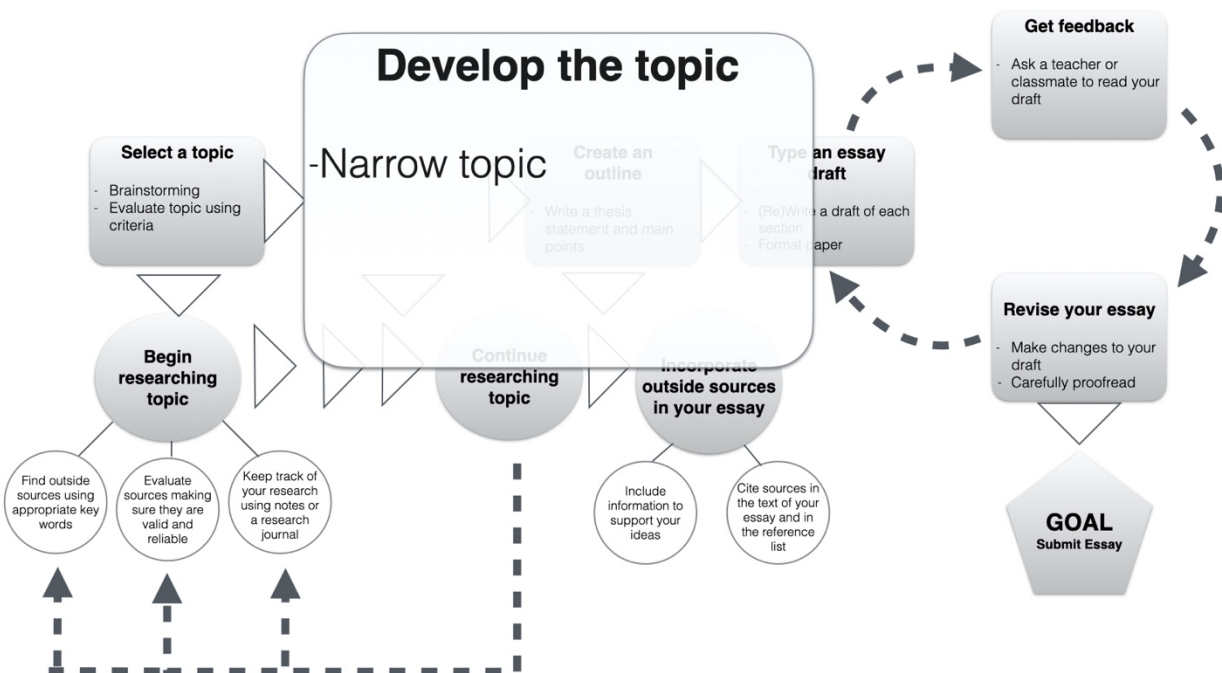 Develop the topic
-Narrow topic
Select a topic
- Brainstorming
- Evaluate topic using
criteria
Create an
outline
- Write a thesis
statement and main
points
Type an essay
draft
- (Re)Write a draft of each
section
- Format paper
Get feedback
- Ask a teacher or
classmate to read your
draft
Revise your essay
- Make changes to your
draft
- Carefully proofread
Begin
researching
topic
Continue
researching
topic
Incorporate
outside sources
in your essay
Find outside
sources using
appropriate key
words
Evaluate
sources making
sure they are
valid and
reliable
Keep track of
your research
using notes or
a research
journal
Include
information to
support your
ideas
Cite sources in
the text of your
essay and in
the reference
list
GOAL
Submit Essay